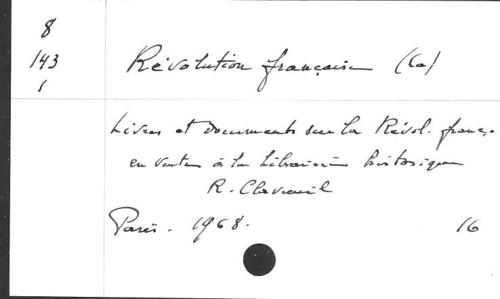 8
143
1
Révolution française (La)
Livres et documents sur la Révol. franç.
en vente à la Librairie historique
R. Clavreuil
Paris. 1968. 16